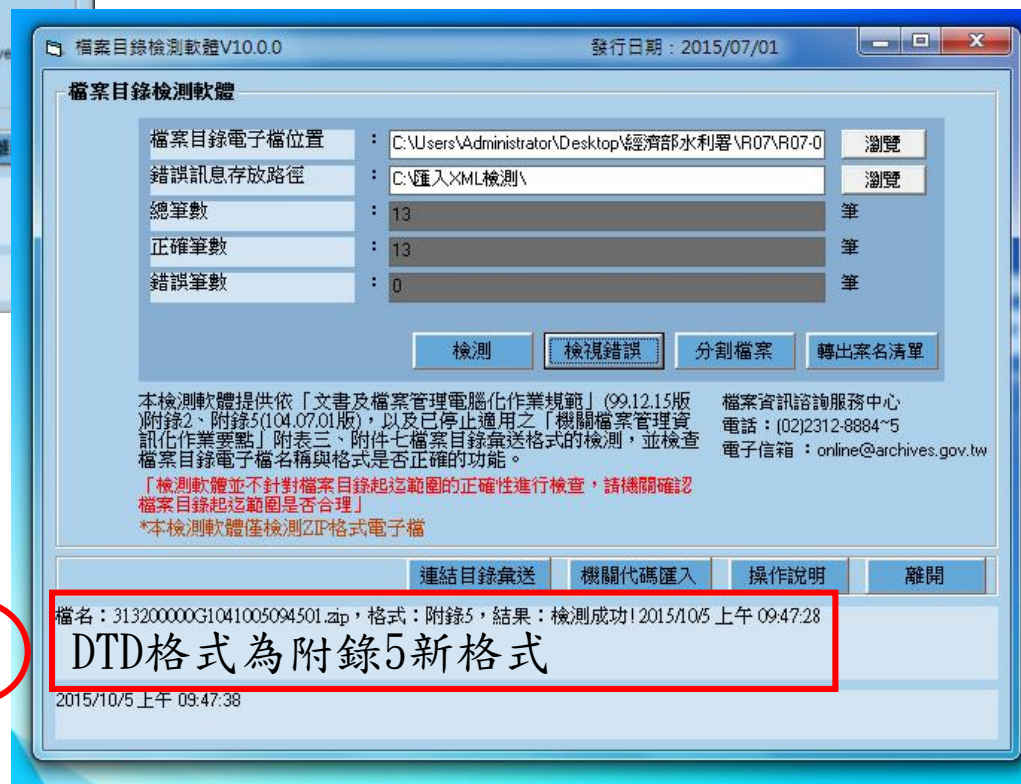 檔案目錄檢測軟體V10.0.0 發行日期：2015/07/01
檔案目錄檢測軟體
檔案目錄電子檔位置 ： C:\Users\Administrator\Desktop\經濟部水利署\R07\R07-0 瀏覽
錯誤訊息存放路徑 ： C:\匯入XML檢測\ 瀏覽
總筆數 ： 13 筆
正確筆數 ： 13 筆
錯誤筆數 ： 0 筆
檢測 檢視錯誤 分割檔案 轉出案名清單
本檢測軟體提供依「文書及檔案管理電腦化作業規範」(99.12.15版
)附錄2、附錄5(104.07.01版)，以及已停止適用之「機關檔案管理資
訊化作業要點」附表三、附件七檔案目錄彙送格式的檢測，並檢查
檔案目錄電子檔名稱與格式是否正確的功能。
檔案資訊諮詢服務中心
電話：(02)2312-8884~5
電子信箱：online@archives.gov.tw
「檢測軟體並不針對檔案目錄起迄範圍的正確性進行檢查，請機關確認
檔案目錄起迄範圍是否合理」
*本檢測軟體僅檢測ZIP格式電子檔
連結目錄彙送 機關代碼匯入 操作說明 離開
檔名：313200000G1041005094501.zip，格式：附錄5，結果：檢測成功!2015/10/5 上午 09:47:28
DTD格式為附錄5新格式
2015/10/5 上午 09:47:38